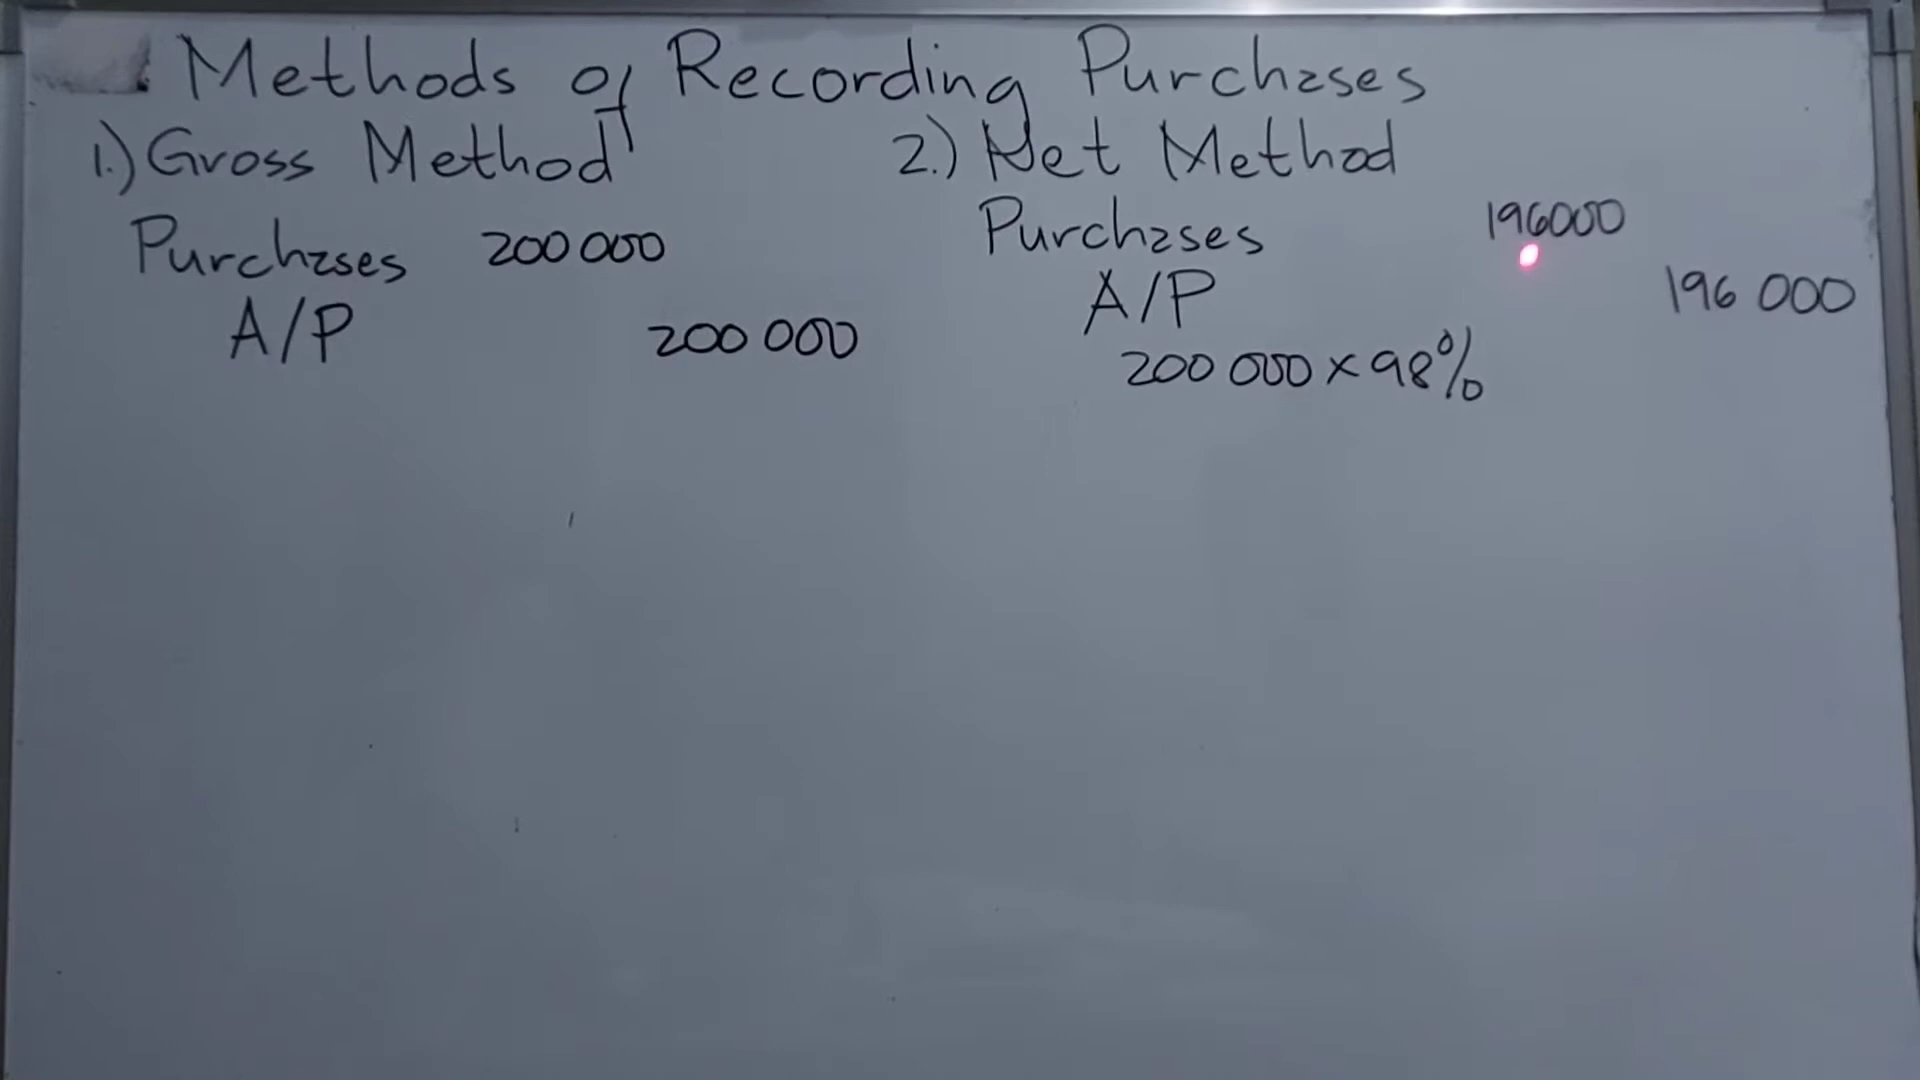 Methods of Recording Purchases
1.) Gross Method
Purchases 200 000
A/P 200 000
2.) Net Method
Purchases 196000
A/P 196 000
200 000 x 98%